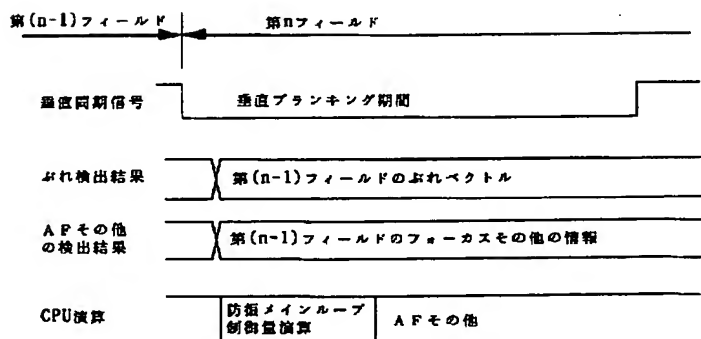 第(n-1)フィールド 第nフィールド
垂直同期信号 垂直ブランキング期間
ぶれ検出結果 第(n-1)フィールドのぶれベクトル
AFその他
の検出結果 第(n-1)フィールドのフォーカスその他の情報
CPU演算 防振メインループ
制御量演算 AFその他